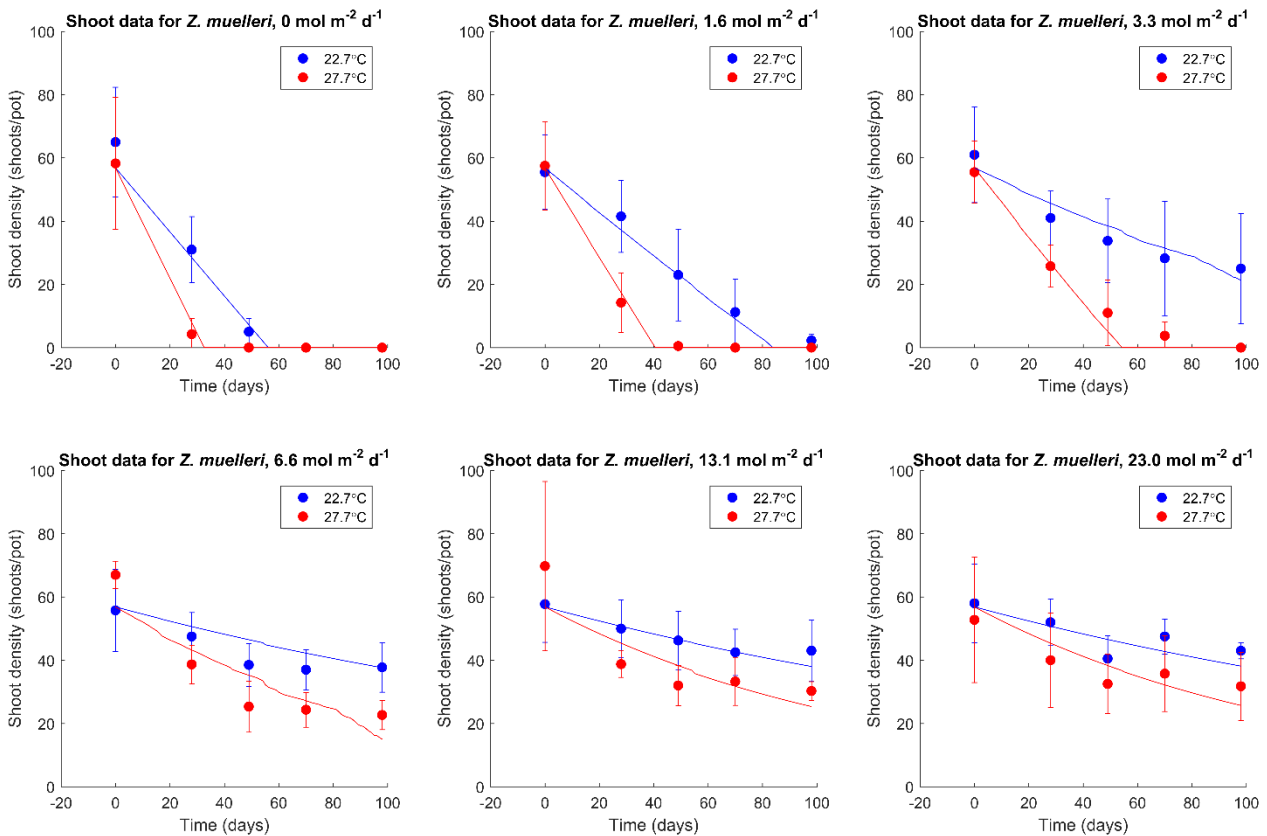 Shoot data for Z. muelleri, 0 mol m⁻² d⁻¹
100
80
60
40
20
0
Shoot density (shoots/pot)
22.7°C
27.7°C
-20 0 20 40 60 80 100
Time (days)
Shoot data for Z. muelleri, 1.6 mol m⁻² d⁻¹
100
80
60
40
20
0
Shoot density (shoots/pot)
22.7°C
27.7°C
-20 0 20 40 60 80 100
Time (days)
Shoot data for Z. muelleri, 3.3 mol m⁻² d⁻¹
100
80
60
40
20
0
Shoot density (shoots/pot)
22.7°C
27.7°C
-20 0 20 40 60 80 100
Time (days)
Shoot data for Z. muelleri, 6.6 mol m⁻² d⁻¹
100
80
60
40
20
0
Shoot density (shoots/pot)
22.7°C
27.7°C
-20 0 20 40 60 80 100
Time (days)
Shoot data for Z. muelleri, 13.1 mol m⁻² d⁻¹
100
80
60
40
20
0
Shoot density (shoots/pot)
22.7°C
27.7°C
-20 0 20 40 60 80 100
Time (days)
Shoot data for Z. muelleri, 23.0 mol m⁻² d⁻¹
100
80
60
40
20
0
Shoot density (shoots/pot)
22.7°C
27.7°C
-20 0 20 40 60 80 100
Time (days)